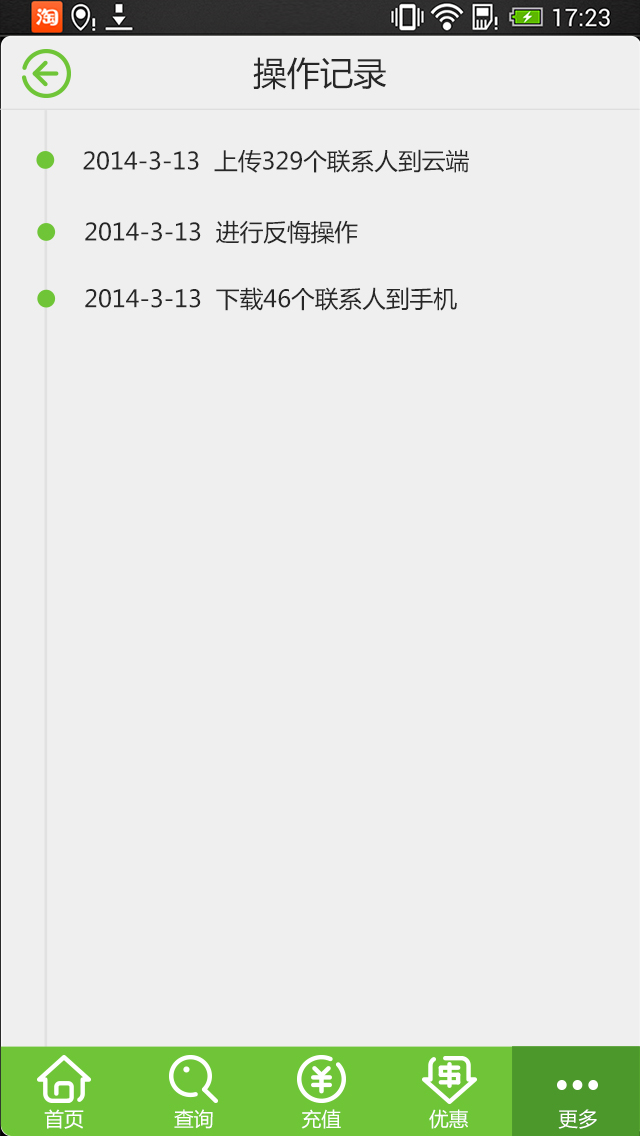 淘 17:23
操作记录
2014-3-13 上传329个联系人到云端
2014-3-13 进行反悔操作
2014-3-13 下载46个联系人到手机
首页 查询 充值 优惠 更多